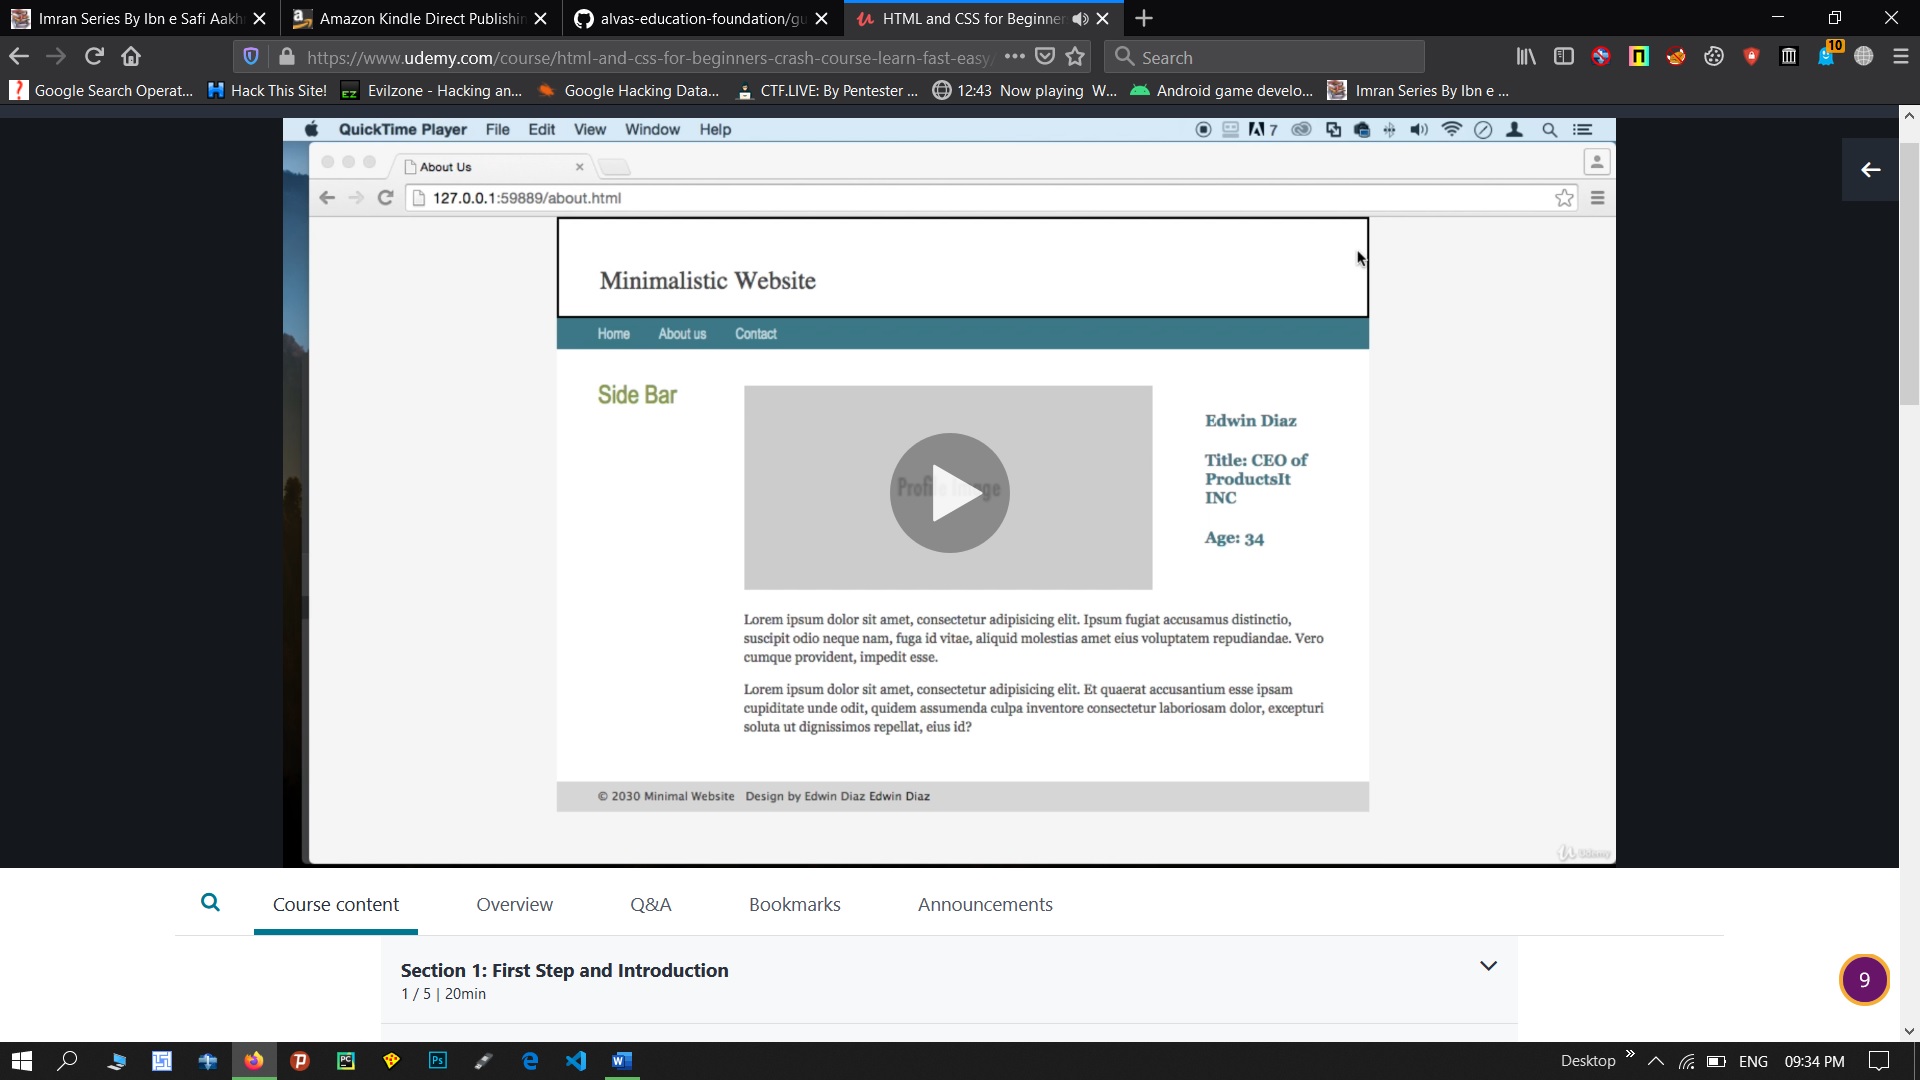 Imran Series By Ibn e Safi Aakh
Amazon Kindle Direct Publishin
alvas-education-foundation/gu
HTML and CSS for Beginner
https://www.udemy.com/course/html-and-css-for-beginners-crash-course-learn-fast-easy/
Search
10
Google Search Operat...
Hack This Site!
EZ
Evilzone - Hacking an...
Google Hacking Data...
CTF.LIVE: By Pentester ...
12:43 Now playing W...
Android game develo...
Imran Series By Ibn e ...
QuickTime Player File Edit View Window Help
7
About Us
127.0.0.1:59889/about.html
Minimalistic Website
Home About us Contact
Side Bar
Profile Image
Edwin Diaz
Title: CEO of
ProductsIt
INC
Age: 34
Lorem ipsum dolor sit amet, consectetur adipisicing elit. Ipsum fugiat accusamus distinctio,
suscipit odio neque nam, fuga id vitae, aliquid molestias amet eius voluptatem repudiandae. Vero
cumque provident, impedit esse.
Lorem ipsum dolor sit amet, consectetur adipisicing elit. Et quaerat accusantium esse ipsam
cupiditate unde odit, quidem assumenda culpa inventore consectetur laboriosam dolor, excepturi
soluta ut dignissimos repellat, eius id?
© 2030 Minimal Website Design by Edwin Diaz Edwin Diaz
Udemy
Course content Overview Q&A Bookmarks Announcements
Section 1: First Step and Introduction
1 / 5 | 20min
9
PC
Ps
Desktop
ENG
09:34 PM